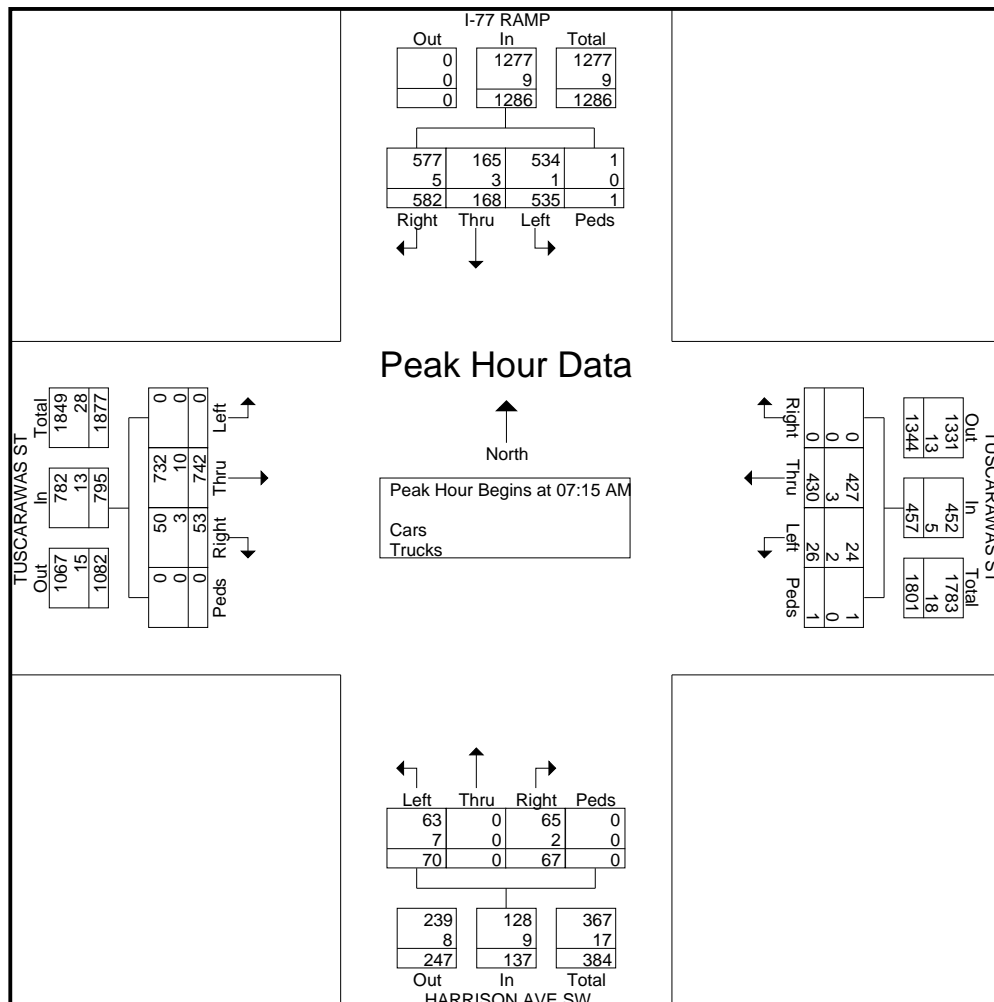 I-77 RAMP
Out In Total
0 1277 1277
0 9 9
0 1286 1286
577 165 534 1
5 3 1 0
582 168 535 1
Right Thru Left Peds
Peak Hour Data
North
Peak Hour Begins at 07:15 AM
Cars
Trucks
TUSCARAWAS ST
Total In Out
1849 782 1067
28 13 15
1877 795 1082
0 732 50 0
0 10 3 0
0 742 53 0
Left Thru Right Peds
TUSCARAWAS ST
Out In Total
1331 452 1783
13 5 18
1344 457 1801
0 427 24 1
0 3 2 0
0 430 26 1
Right Thru Left Peds
Left Thru Right Peds
63 0 65 0
7 0 2 0
70 0 67 0
239 128 367
8 9 17
247 137 384
Out In Total
HARRISON AVE SW